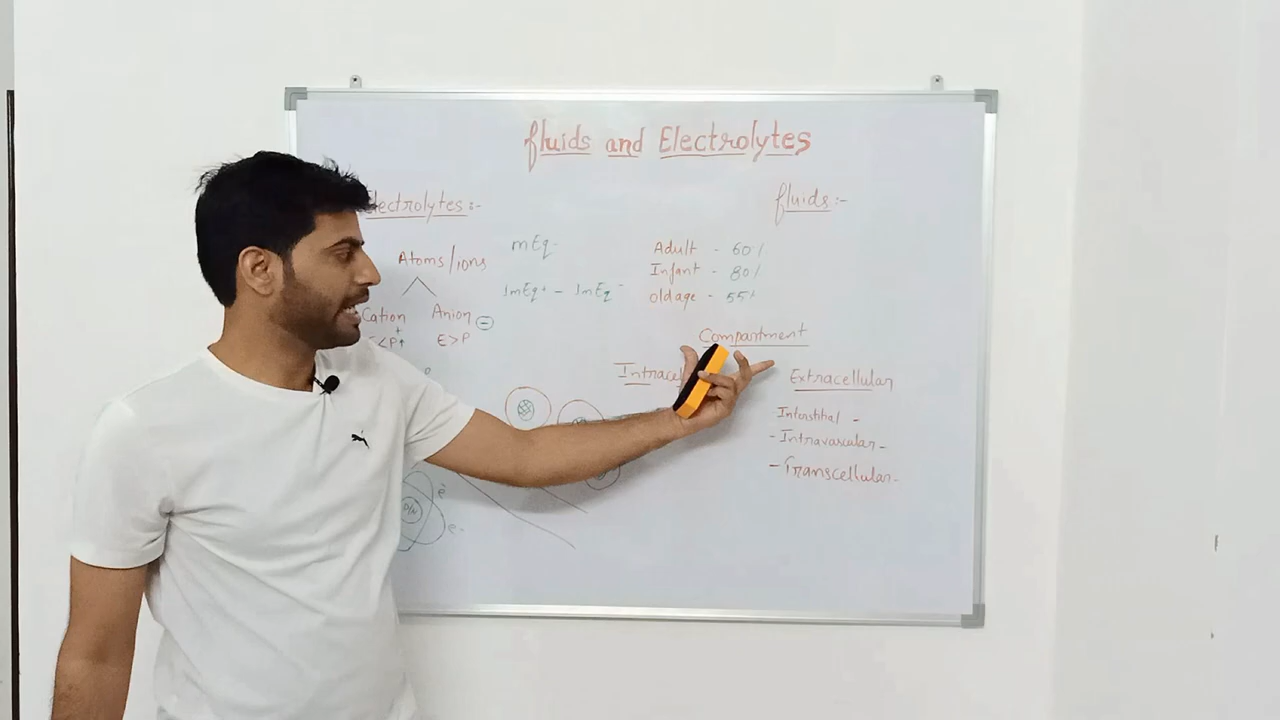 fluids and Electrolytes
Electrolytes :-
Atoms/ions
Cation
Anion
E>P
mEq
1mEq+ - 1mEq-
fluids :-
Adult - 60%
Infant - 80%
oldage - 55%
Compartment
Intracel
Extracellular
Interstitial -
- Intravascular -
- Transcellular -
P/N
e-
e-